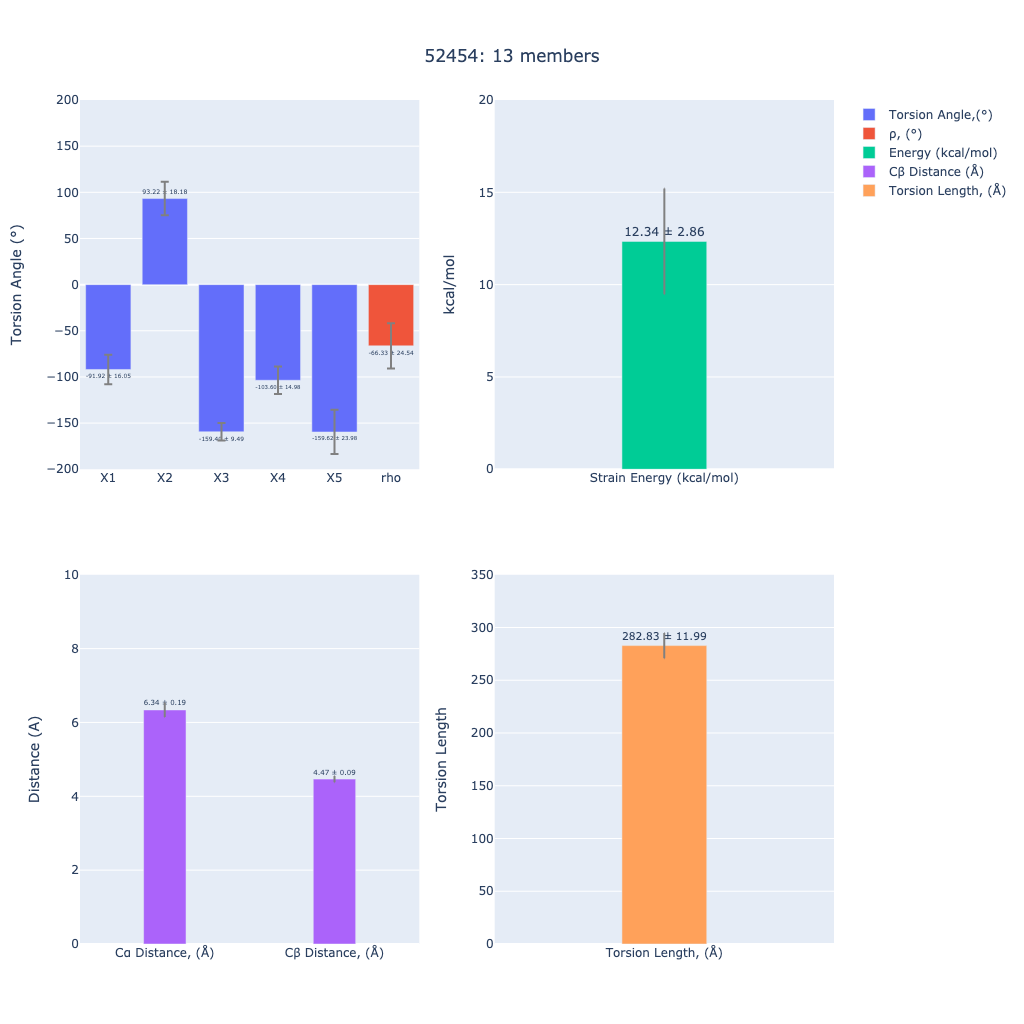 52454: 13 members
Torsion Angle (°)
200
150
100
50
0
−50
−100
−150
−200
-91.92 ± 16.05
93.22 ± 18.18
± 9.49
-103.60 ± 14.98
-159.62 ± 23.98
-66.33 ± 24.54
X1 X2 X3 X4 X5 rho
kcal/mol
20
15
10
5
0
12.34 ± 2.86
Strain Energy (kcal/mol)
Torsion Angle,(°)
ρ, (°)
Energy (kcal/mol)
Cβ Distance (Å)
Torsion Length, (Å)
Distance (A)
10
8
6
4
2
0
6.34 ± 0.19
4.47 ± 0.09
Cα Distance, (Å) Cβ Distance, (Å)
Torsion Length
350
300
250
200
150
100
50
0
282.83 ± 11.99
Torsion Length, (Å)